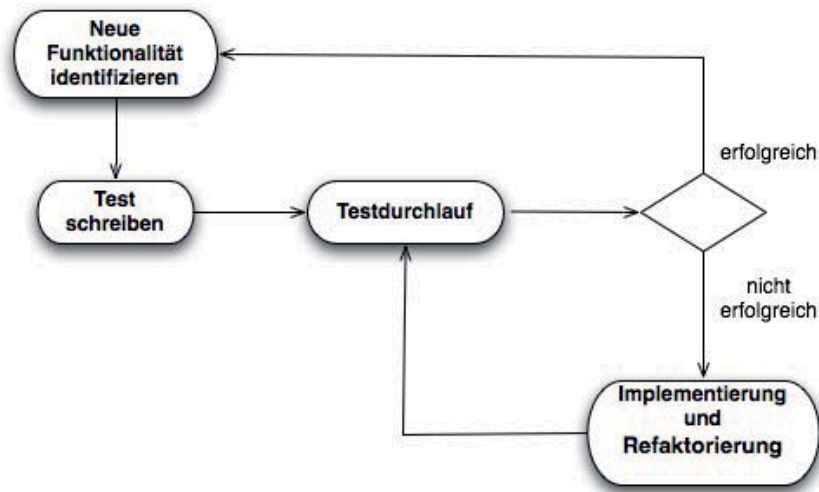 Neue
Funktionalität
identifizieren
erfolgreich
Test
schreiben
Testdurchlauf
nicht
erfolgreich
Implementierung
und
Refaktorierung